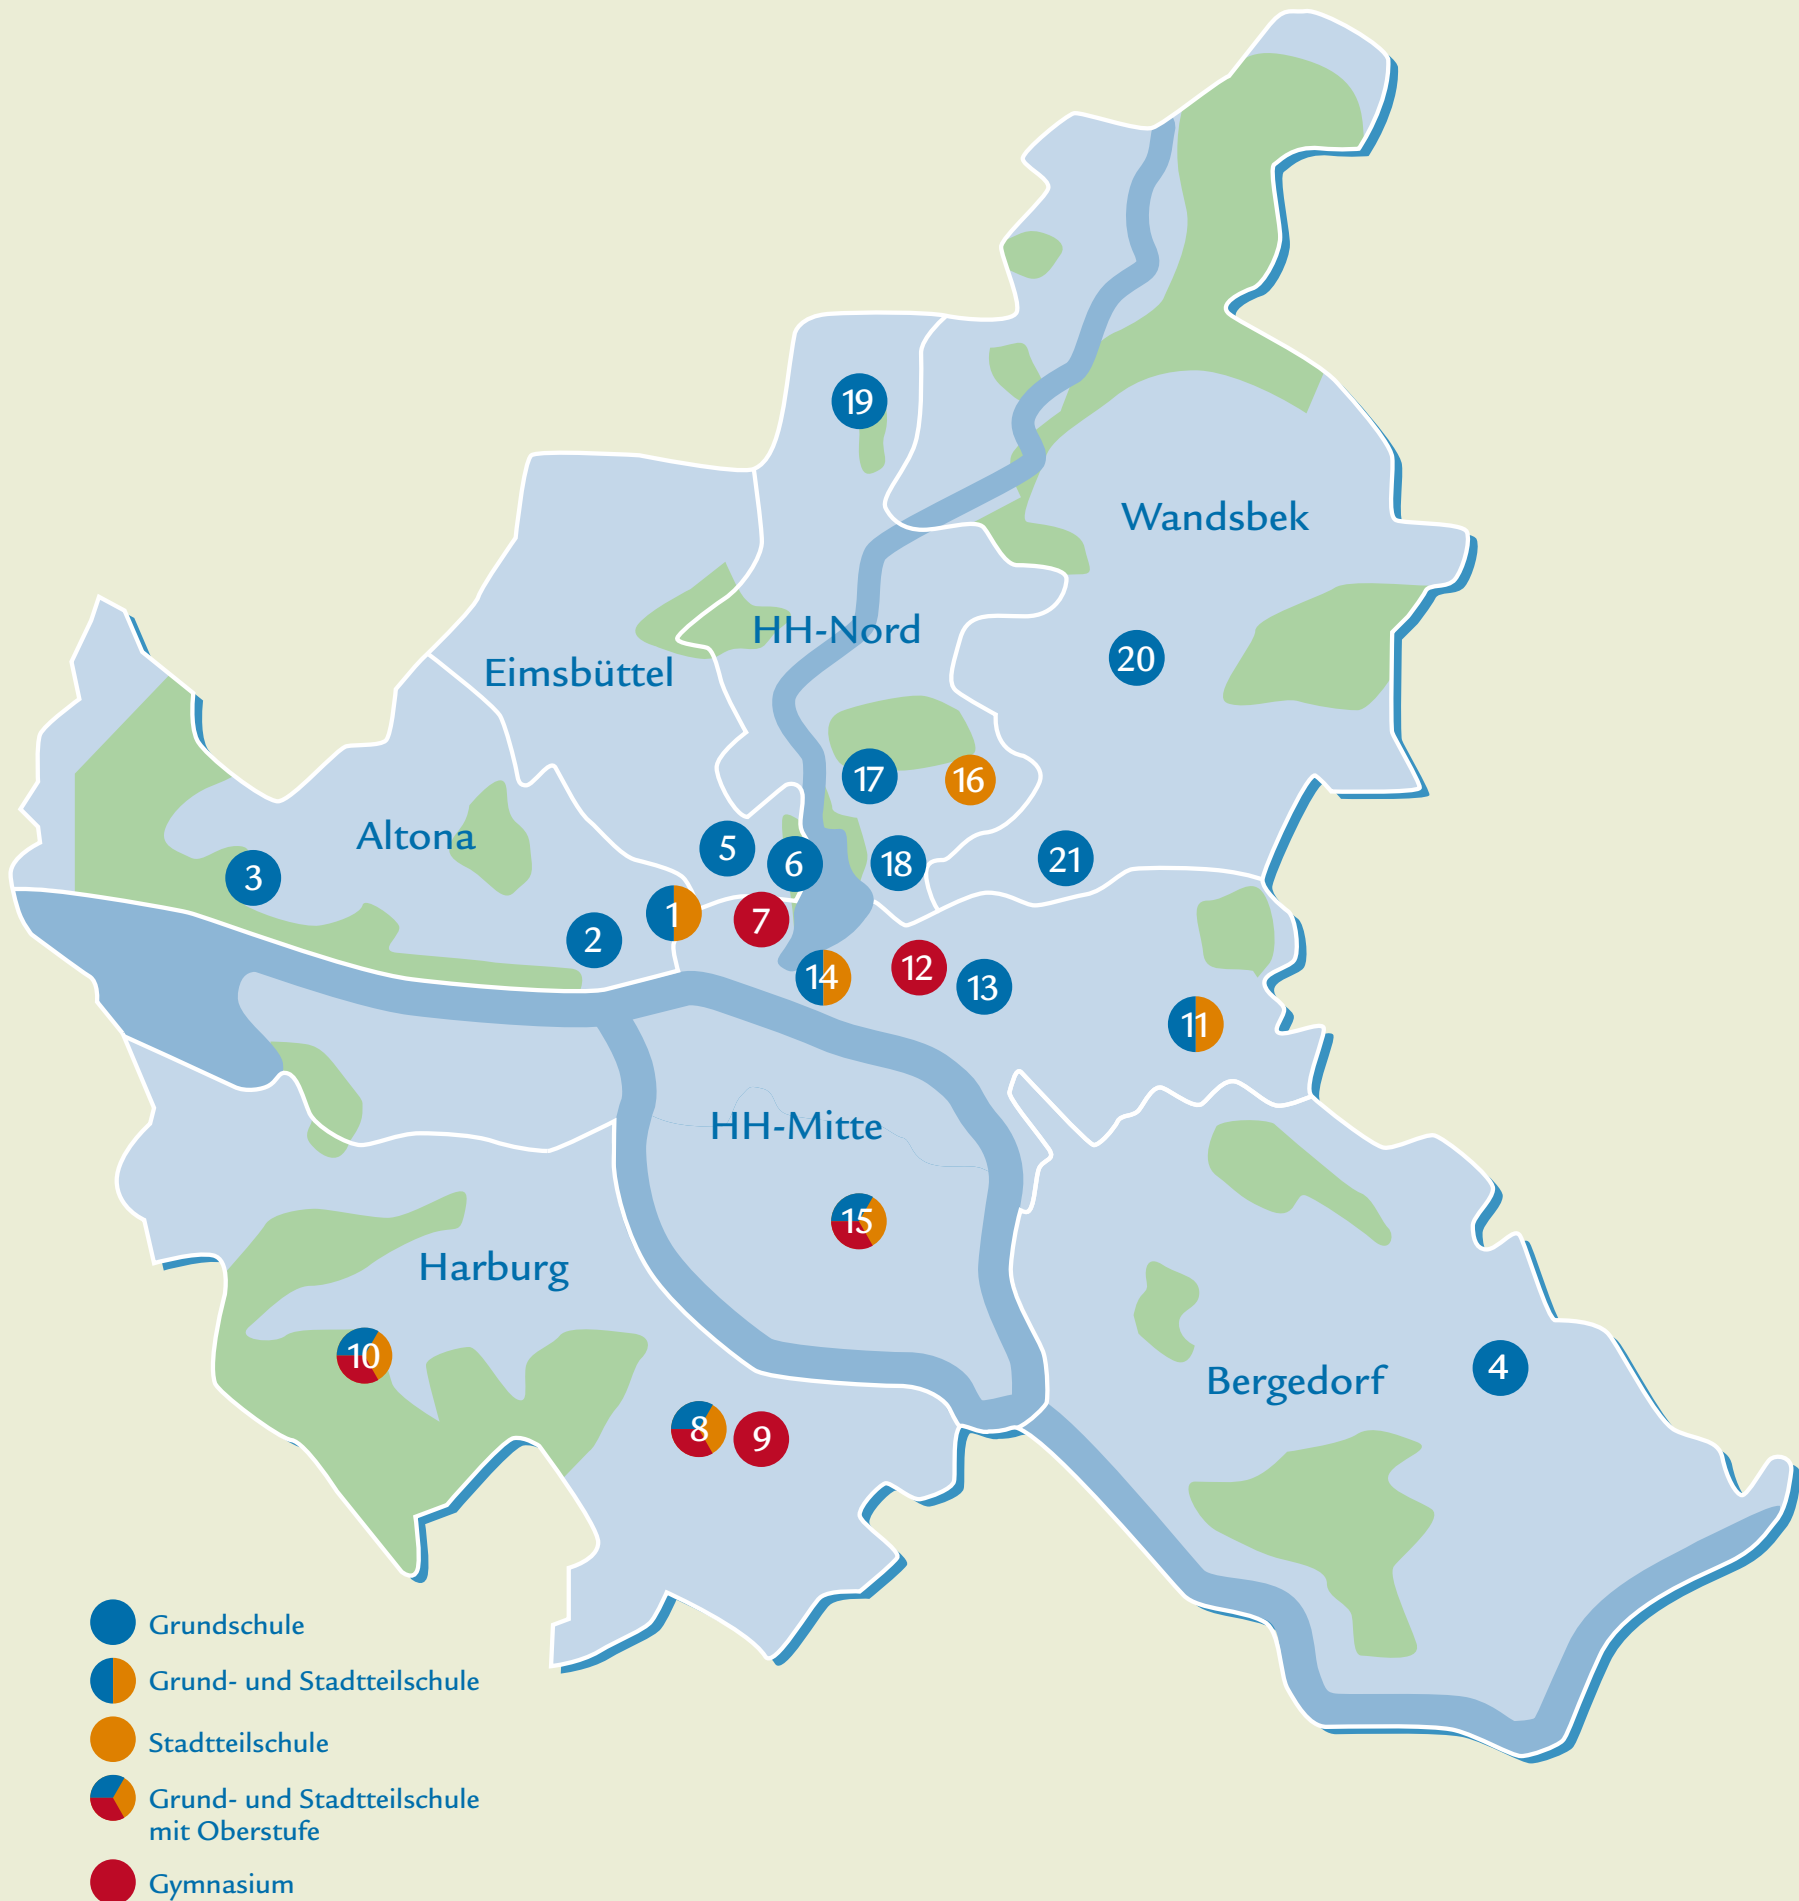 19
Wandsbek
HH-Nord
20
Eimsbüttel
17
16
Altona
5
6
18
21
3
1
7
2
12
14
13
11
HH-Mitte
15
Harburg
10
4
Bergedorf
8
9
Grundschule
Grund- und Stadtteilschule
Stadtteilschule
Grund- und Stadtteilschule
mit Oberstufe
Gymnasium